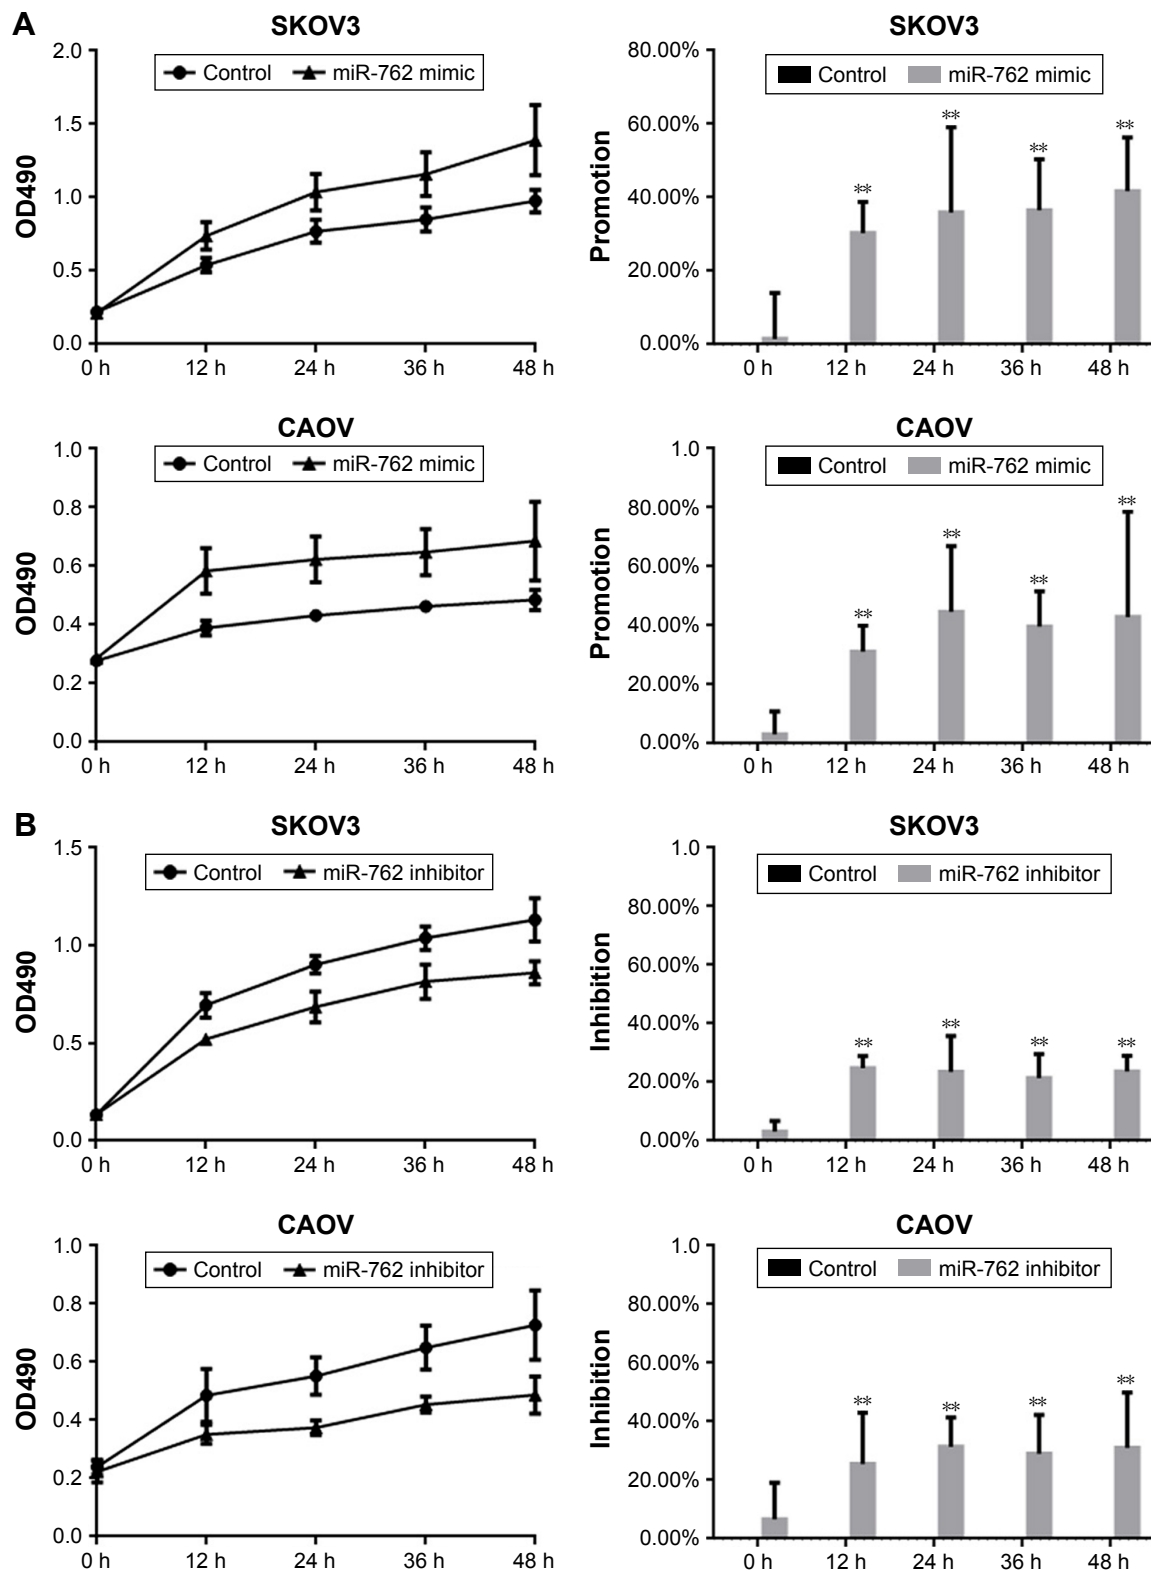 A
SKOV3
Control miR-762 mimic
OD490
2.0
1.5
1.0
0.5
0.0
0 h 12 h 24 h 36 h 48 h
SKOV3
Control miR-762 mimic
Promotion
80.00%
60.00%
40.00%
20.00%
0.00%
** ** ** **
0 h 12 h 24 h 36 h 48 h
CAOV
Control miR-762 mimic
OD490
1.0
0.8
0.6
0.4
0.2
0.0
0 h 12 h 24 h 36 h 48 h
CAOV
Control miR-762 mimic
Promotion
1.0
80.00%
60.00%
40.00%
20.00%
0.00%
** ** ** **
0 h 12 h 24 h 36 h 48 h
B
SKOV3
Control miR-762 inhibitor
OD490
1.5
1.0
0.5
0.0
0 h 12 h 24 h 36 h 48 h
SKOV3
Control miR-762 inhibitor
Inhibition
1.0
80.00%
60.00%
40.00%
20.00%
0.00%
** ** ** **
0 h 12 h 24 h 36 h 48 h
CAOV
Control miR-762 inhibitor
OD490
1.0
0.8
0.6
0.4
0.2
0.0
0 h 12 h 24 h 36 h 48 h
CAOV
Control miR-762 inhibitor
Inhibition
1.0
80.00%
60.00%
40.00%
20.00%
0.00%
** ** ** **
0 h 12 h 24 h 36 h 48 h